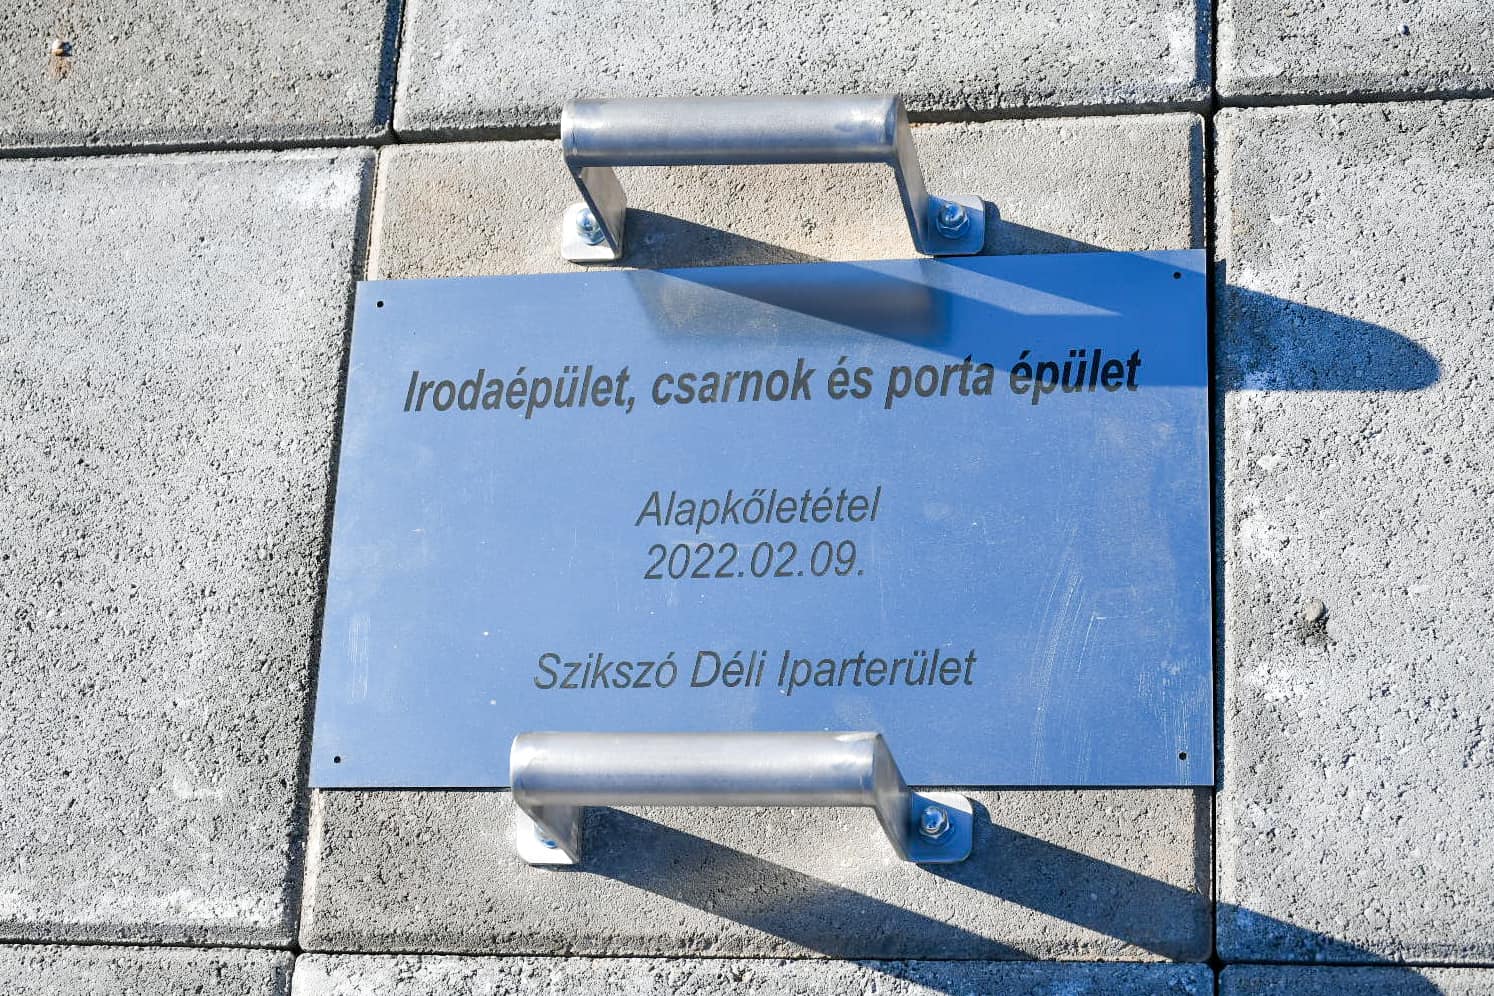 Irodaépület, csarnok és porta épület
Alapkőletétel
2022.02.09.
Szikszó Déli Iparterület